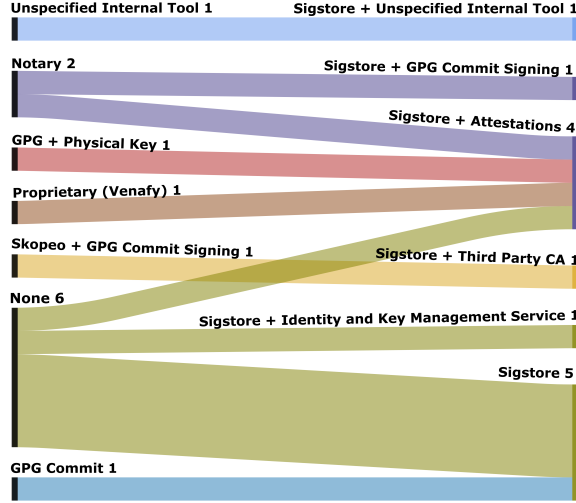 Unspecified Internal Tool 1
Sigstore + Unspecified Internal Tool 1
Notary 2
Sigstore + GPG Commit Signing 1
Sigstore + Attestations 4
GPG + Physical Key 1
Proprietary (Venafy) 1
Skopeo + GPG Commit Signing 1
Sigstore + Third Party CA 1
None 6
Sigstore + Identity and Key Management Service 1
Sigstore 5
GPG Commit 1